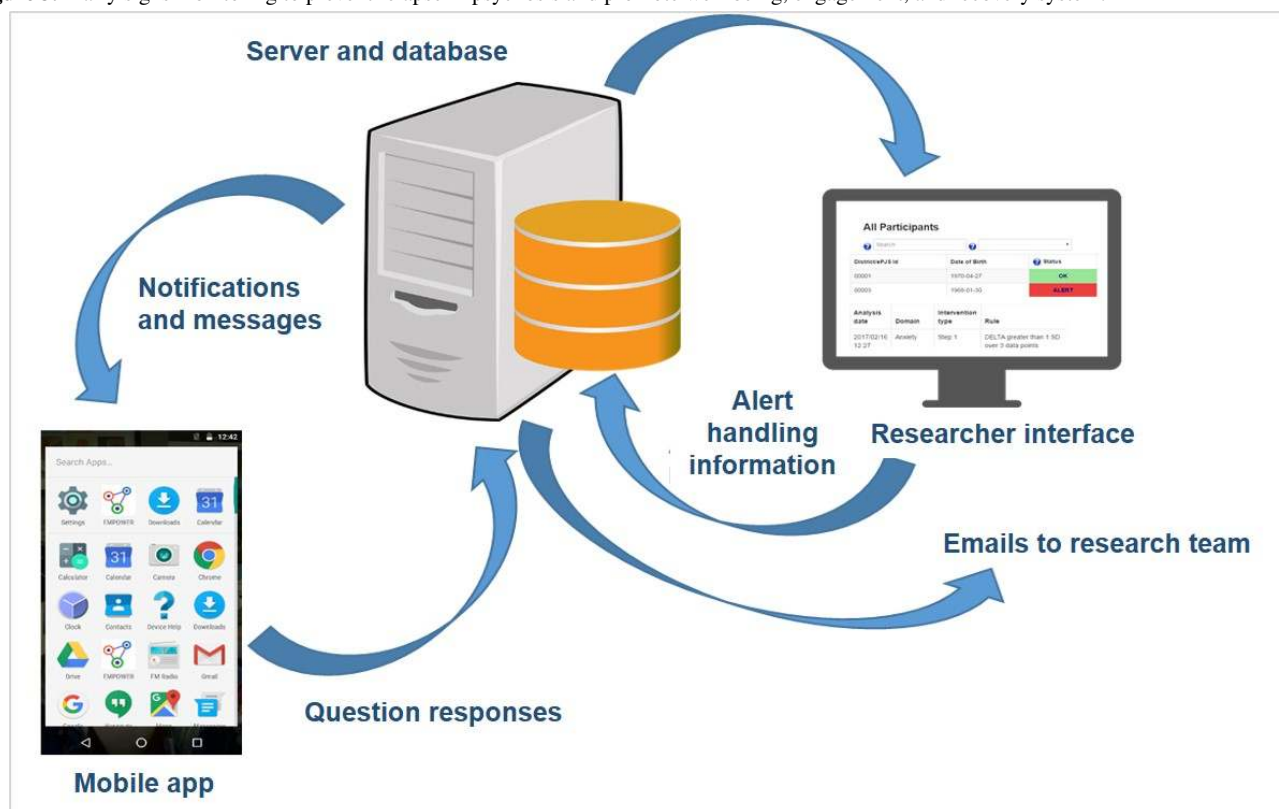 Server and database
Notifications
and messages
All Participants
Search
Date of Birth
Status
00001
1970-04-27
OK
ALERT
Analysis
date
Domain
Intervention
type
Rule
2017/02/16
12:27
Anxiety
Step 1
DELTA greater than 1 SD
over 3 data points
Alert
handling
information
Researcher interface
Emails to research team
12:42
Search Apps...
Settings
EMPOWER
Downloads
Calendar
Calculator
Calendar
Camera
Chrome
Clock
Contacts
Device Help
Downloads
Drive
EMPOWER
FM Radio
Gmail
Question responses
Mobile app